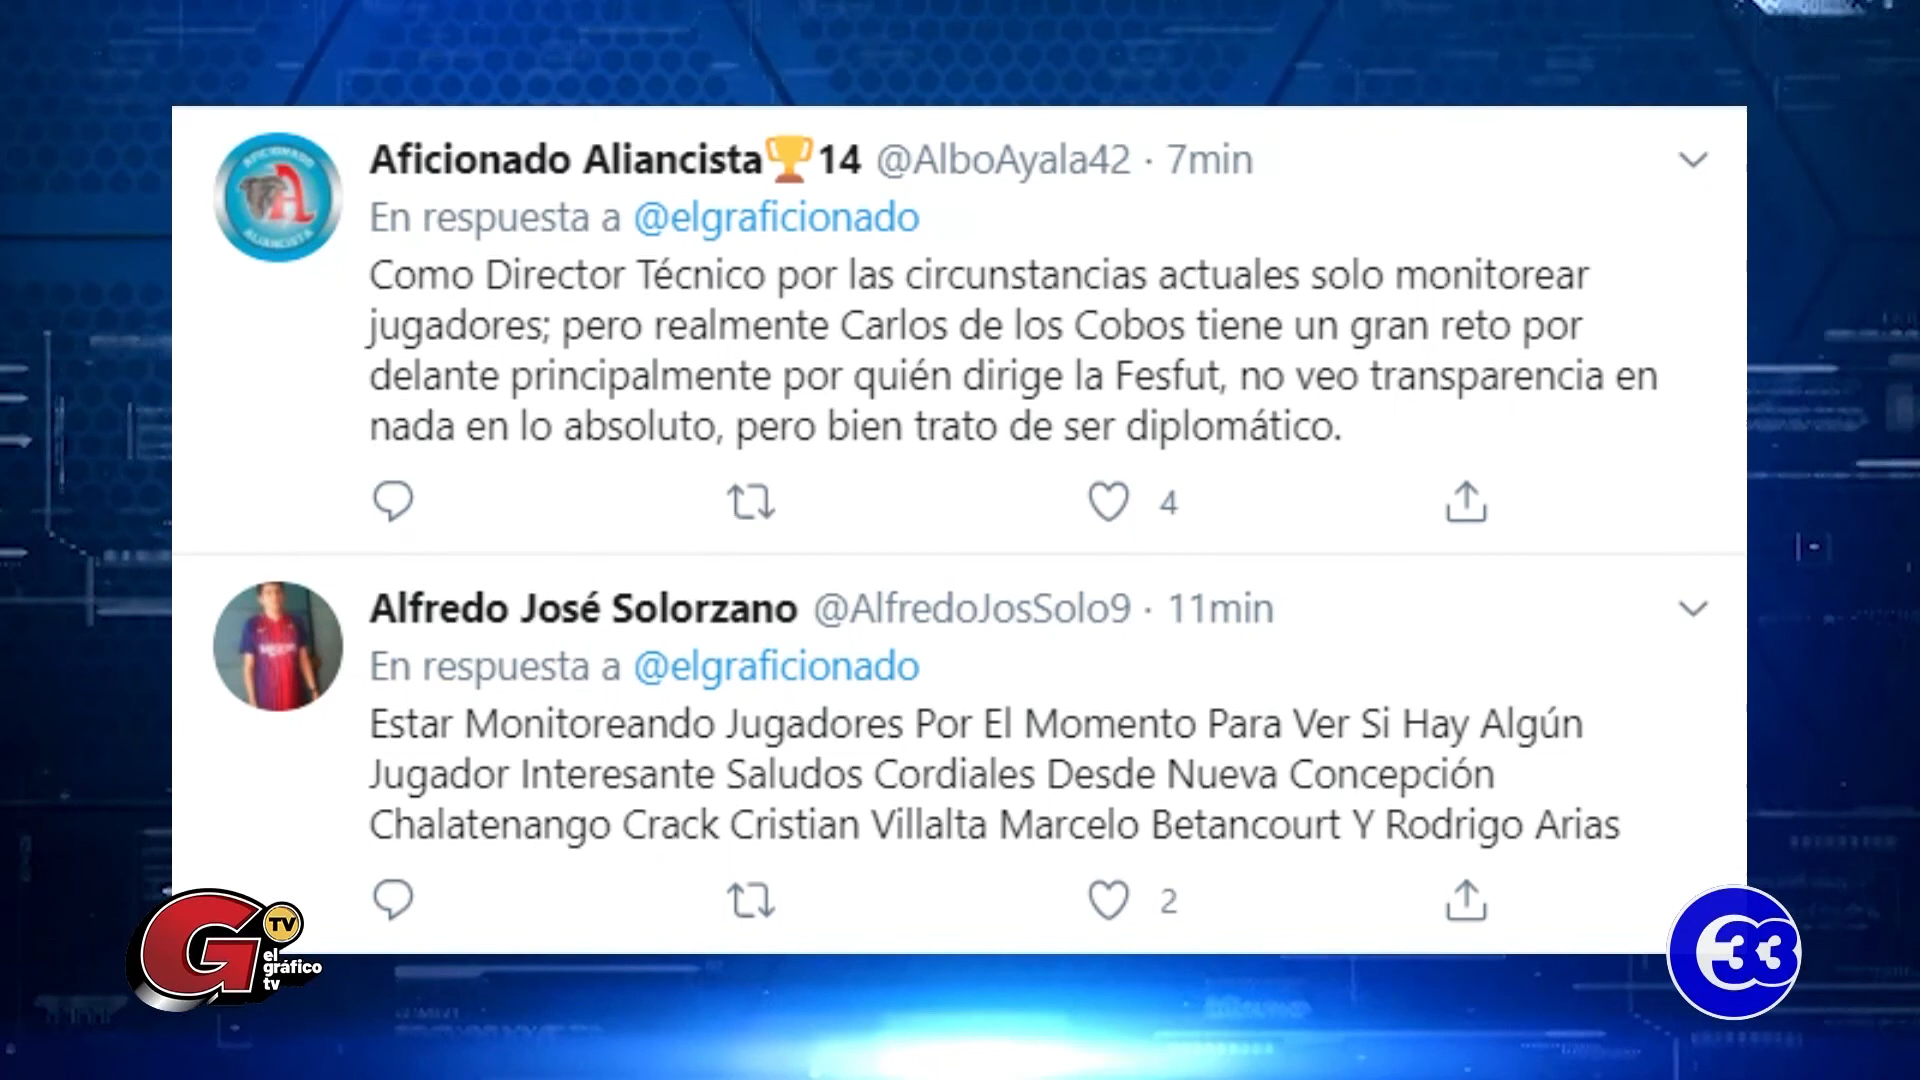 Aficionado Aliancista🏆14 @AlboAyala42 · 7min
En respuesta a @elgraficionado
Como Director Técnico por las circunstancias actuales solo monitorear
jugadores; pero realmente Carlos de los Cobos tiene un gran reto por
delante principalmente por quién dirige la Fesfut, no veo transparencia en
nada en lo absoluto, pero bien trato de ser diplomático.
4
AFICIONADO
A
ALIANCISTA
Alfredo José Solorzano @AlfredoJosSolo9 · 11min
En respuesta a @elgraficionado
Estar Monitoreando Jugadores Por El Momento Para Ver Si Hay Algún
Jugador Interesante Saludos Cordiales Desde Nueva Concepción
Chalatenango Crack Cristian Villalta Marcelo Betancourt Y Rodrigo Arias
2
G TV
el
gráfico
tv
33